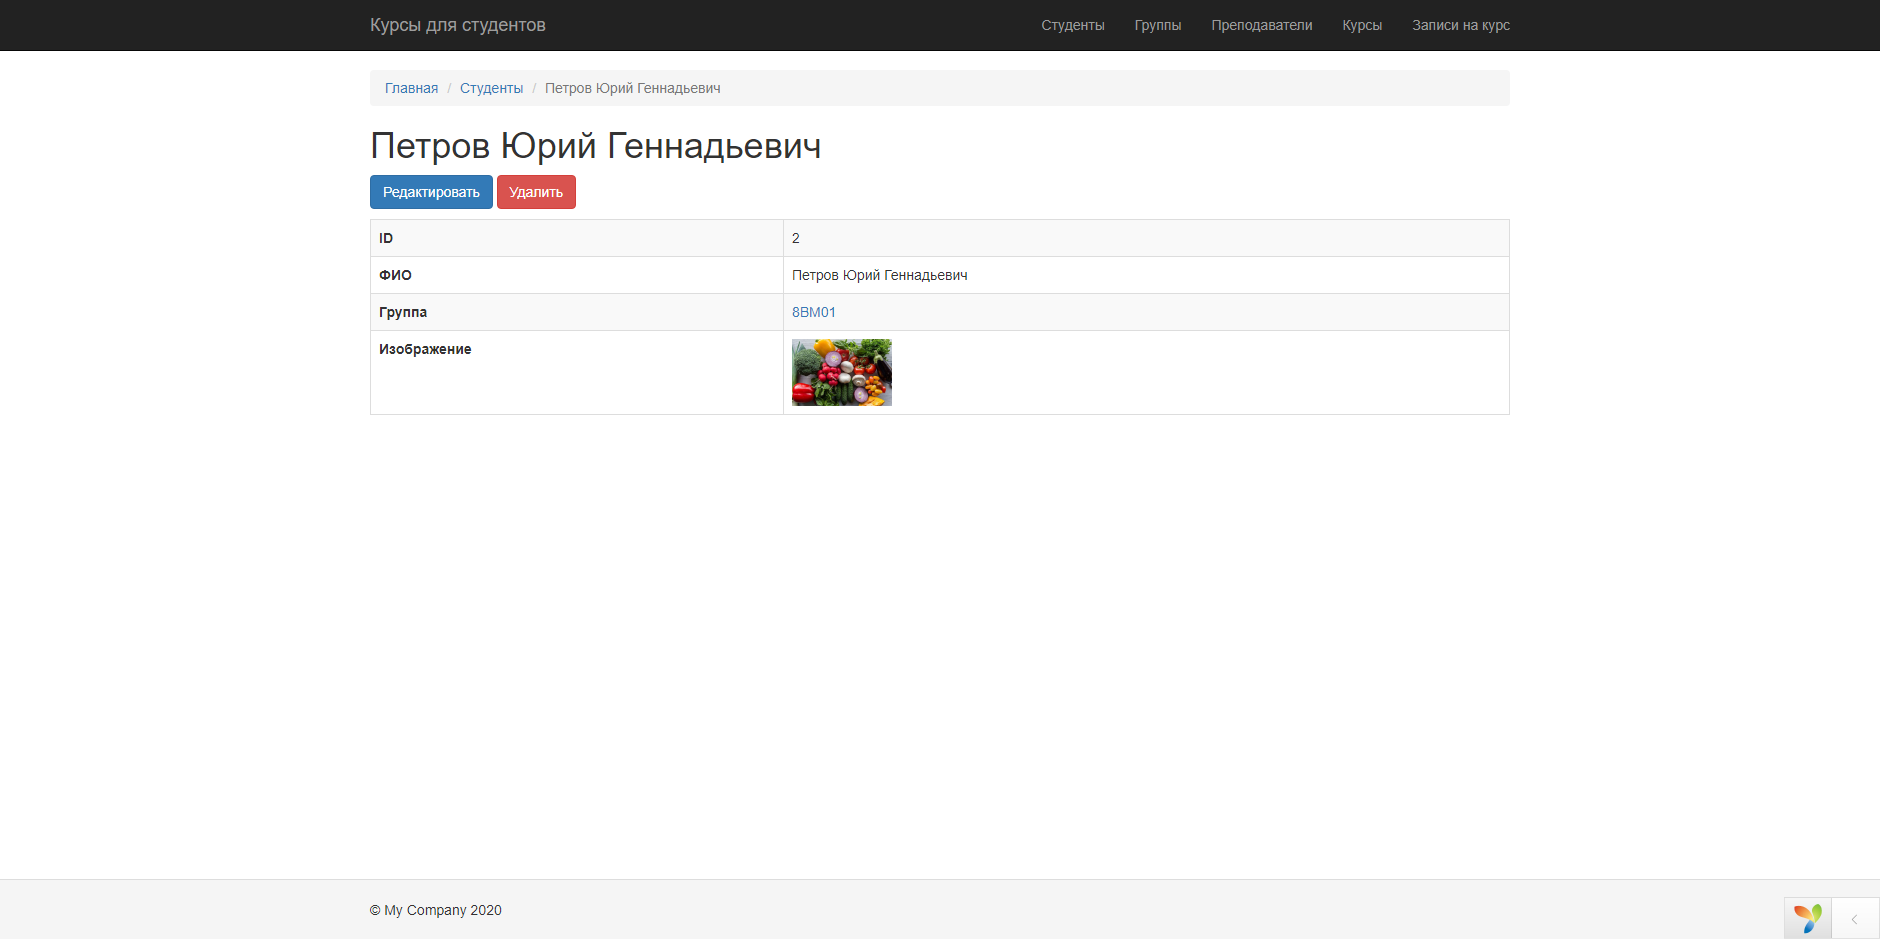 Курсы для студентов Студенты Группы Преподаватели Курсы Записи на курс
Главная / Студенты / Петров Юрий Геннадьевич
Петров Юрий Геннадьевич
Редактировать Удалить
ID 2
ФИО Петров Юрий Геннадьевич
Группа 8ВМ01
Изображение
© My Company 2020